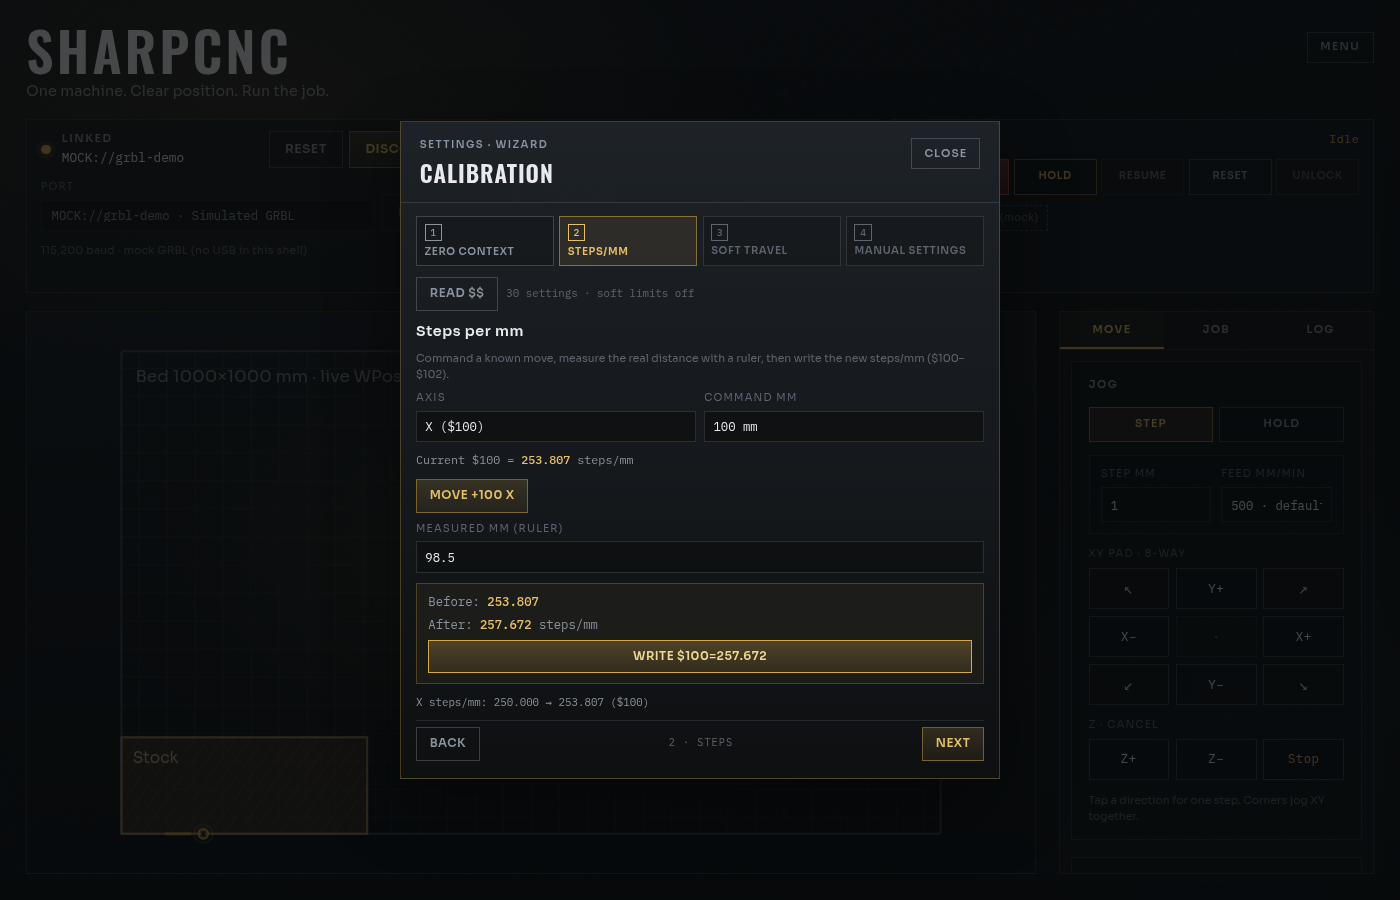 SHARPCNC
One machine. Clear position. Run the job.
MENU
LINKED
MOCK://grbl-demo
RESET
DISC
PORT
MOCK://grbl-demo · Simulated GRBL
115,200 baud · mock GRBL (no USB in this shell)
Idle
HOLD
RESUME
RESET
UNLOCK
(mock)
Bed 1000×1000 mm · live WPos
Stock
SETTINGS · WIZARD
CALIBRATION
CLOSE
1
ZERO CONTEXT
2
STEPS/MM
3
SOFT TRAVEL
4
MANUAL SETTINGS
READ $$
30 settings · soft limits off
Steps per mm
Command a known move, measure the real distance with a ruler, then write the new steps/mm ($100–
$102).
AXIS
COMMAND MM
X ($100)
100 mm
Current $100 = 253.807 steps/mm
MOVE +100 X
MEASURED MM (RULER)
98.5
Before: 253.807
After: 257.672 steps/mm
WRITE $100=257.672
X steps/mm: 250.000 → 253.807 ($100)
BACK
2 · STEPS
NEXT
MOVE
JOB
LOG
JOG
STEP
HOLD
STEP MM
FEED MM/MIN
1
500 · defaul
XY PAD · 8-WAY
↖
Y+
↗
X−
·
X+
↙
Y−
↘
Z · CANCEL
Z+
Z−
Stop
Tap a direction for one step. Corners jog XY
together.